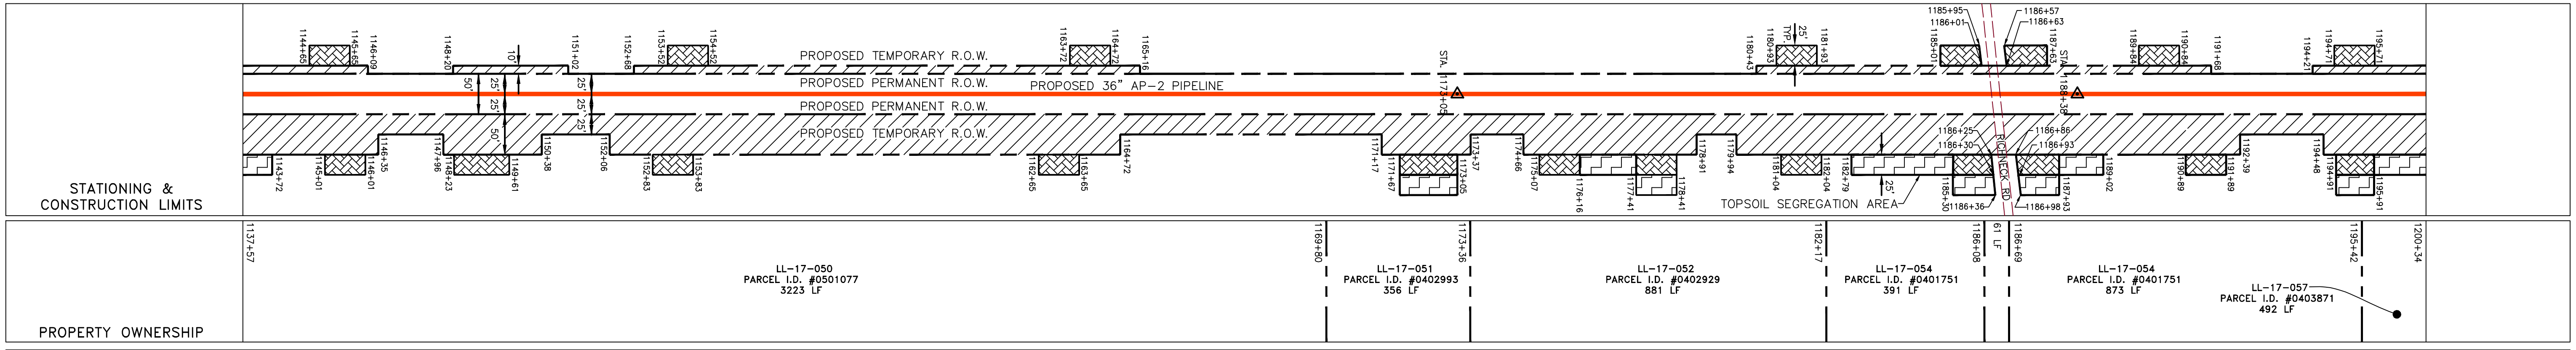 1144+65
1145+65
1146+09
1148+20
10'
1151+02
1152+68
1153+52
1154+52
PROPOSED TEMPORARY R.O.W.
1163+72
1164+72
1165+16
STA. 1173+05
1180+43
1180+93
25'
TYP.
1181+93
1185+01
1185+95
1186+01
1186+57
1186+63
1187+63
STA. 1188+38
1189+84
1190+84
1191+68
1194+21
1194+71
1195+71
50'
25'
25'
25'
25'
50'
25'
PROPOSED PERMANENT R.O.W.
PROPOSED 36" AP-2 PIPELINE
PROPOSED PERMANENT R.O.W.
PROPOSED TEMPORARY R.O.W.
1143+72
1145+01
1146+01
1146+35
1147+96
1148+23
1149+61
1150+38
1152+06
1152+83
1153+83
1162+65
1163+65
1164+72
1171+17
1171+67
1173+05
1173+37
1174+66
1175+07
1176+16
1177+41
1178+41
1178+91
1179+94
1181+04
1182+04
1182+79
25'
TOPSOIL SEGREGATION AREA
1185+30
1186+25
1186+30
1186+36
RICENECK RD
1186+86
1186+93
1186+98
1187+93
1189+02
1190+89
1191+89
1192+39
1194+48
1194+91
1195+91
STATIONING &
CONSTRUCTION LIMITS
1137+57
LL-17-050
PARCEL I.D. #0501077
3223 LF
1169+80
LL-17-051
PARCEL I.D. #0402993
356 LF
1173+36
LL-17-052
PARCEL I.D. #0402929
881 LF
1182+17
LL-17-054
PARCEL I.D. #0401751
391 LF
1186+08
61 LF
1186+69
LL-17-054
PARCEL I.D. #0401751
873 LF
LL-17-057
PARCEL I.D. #0403871
492 LF
1195+42
1200+34
PROPERTY OWNERSHIP